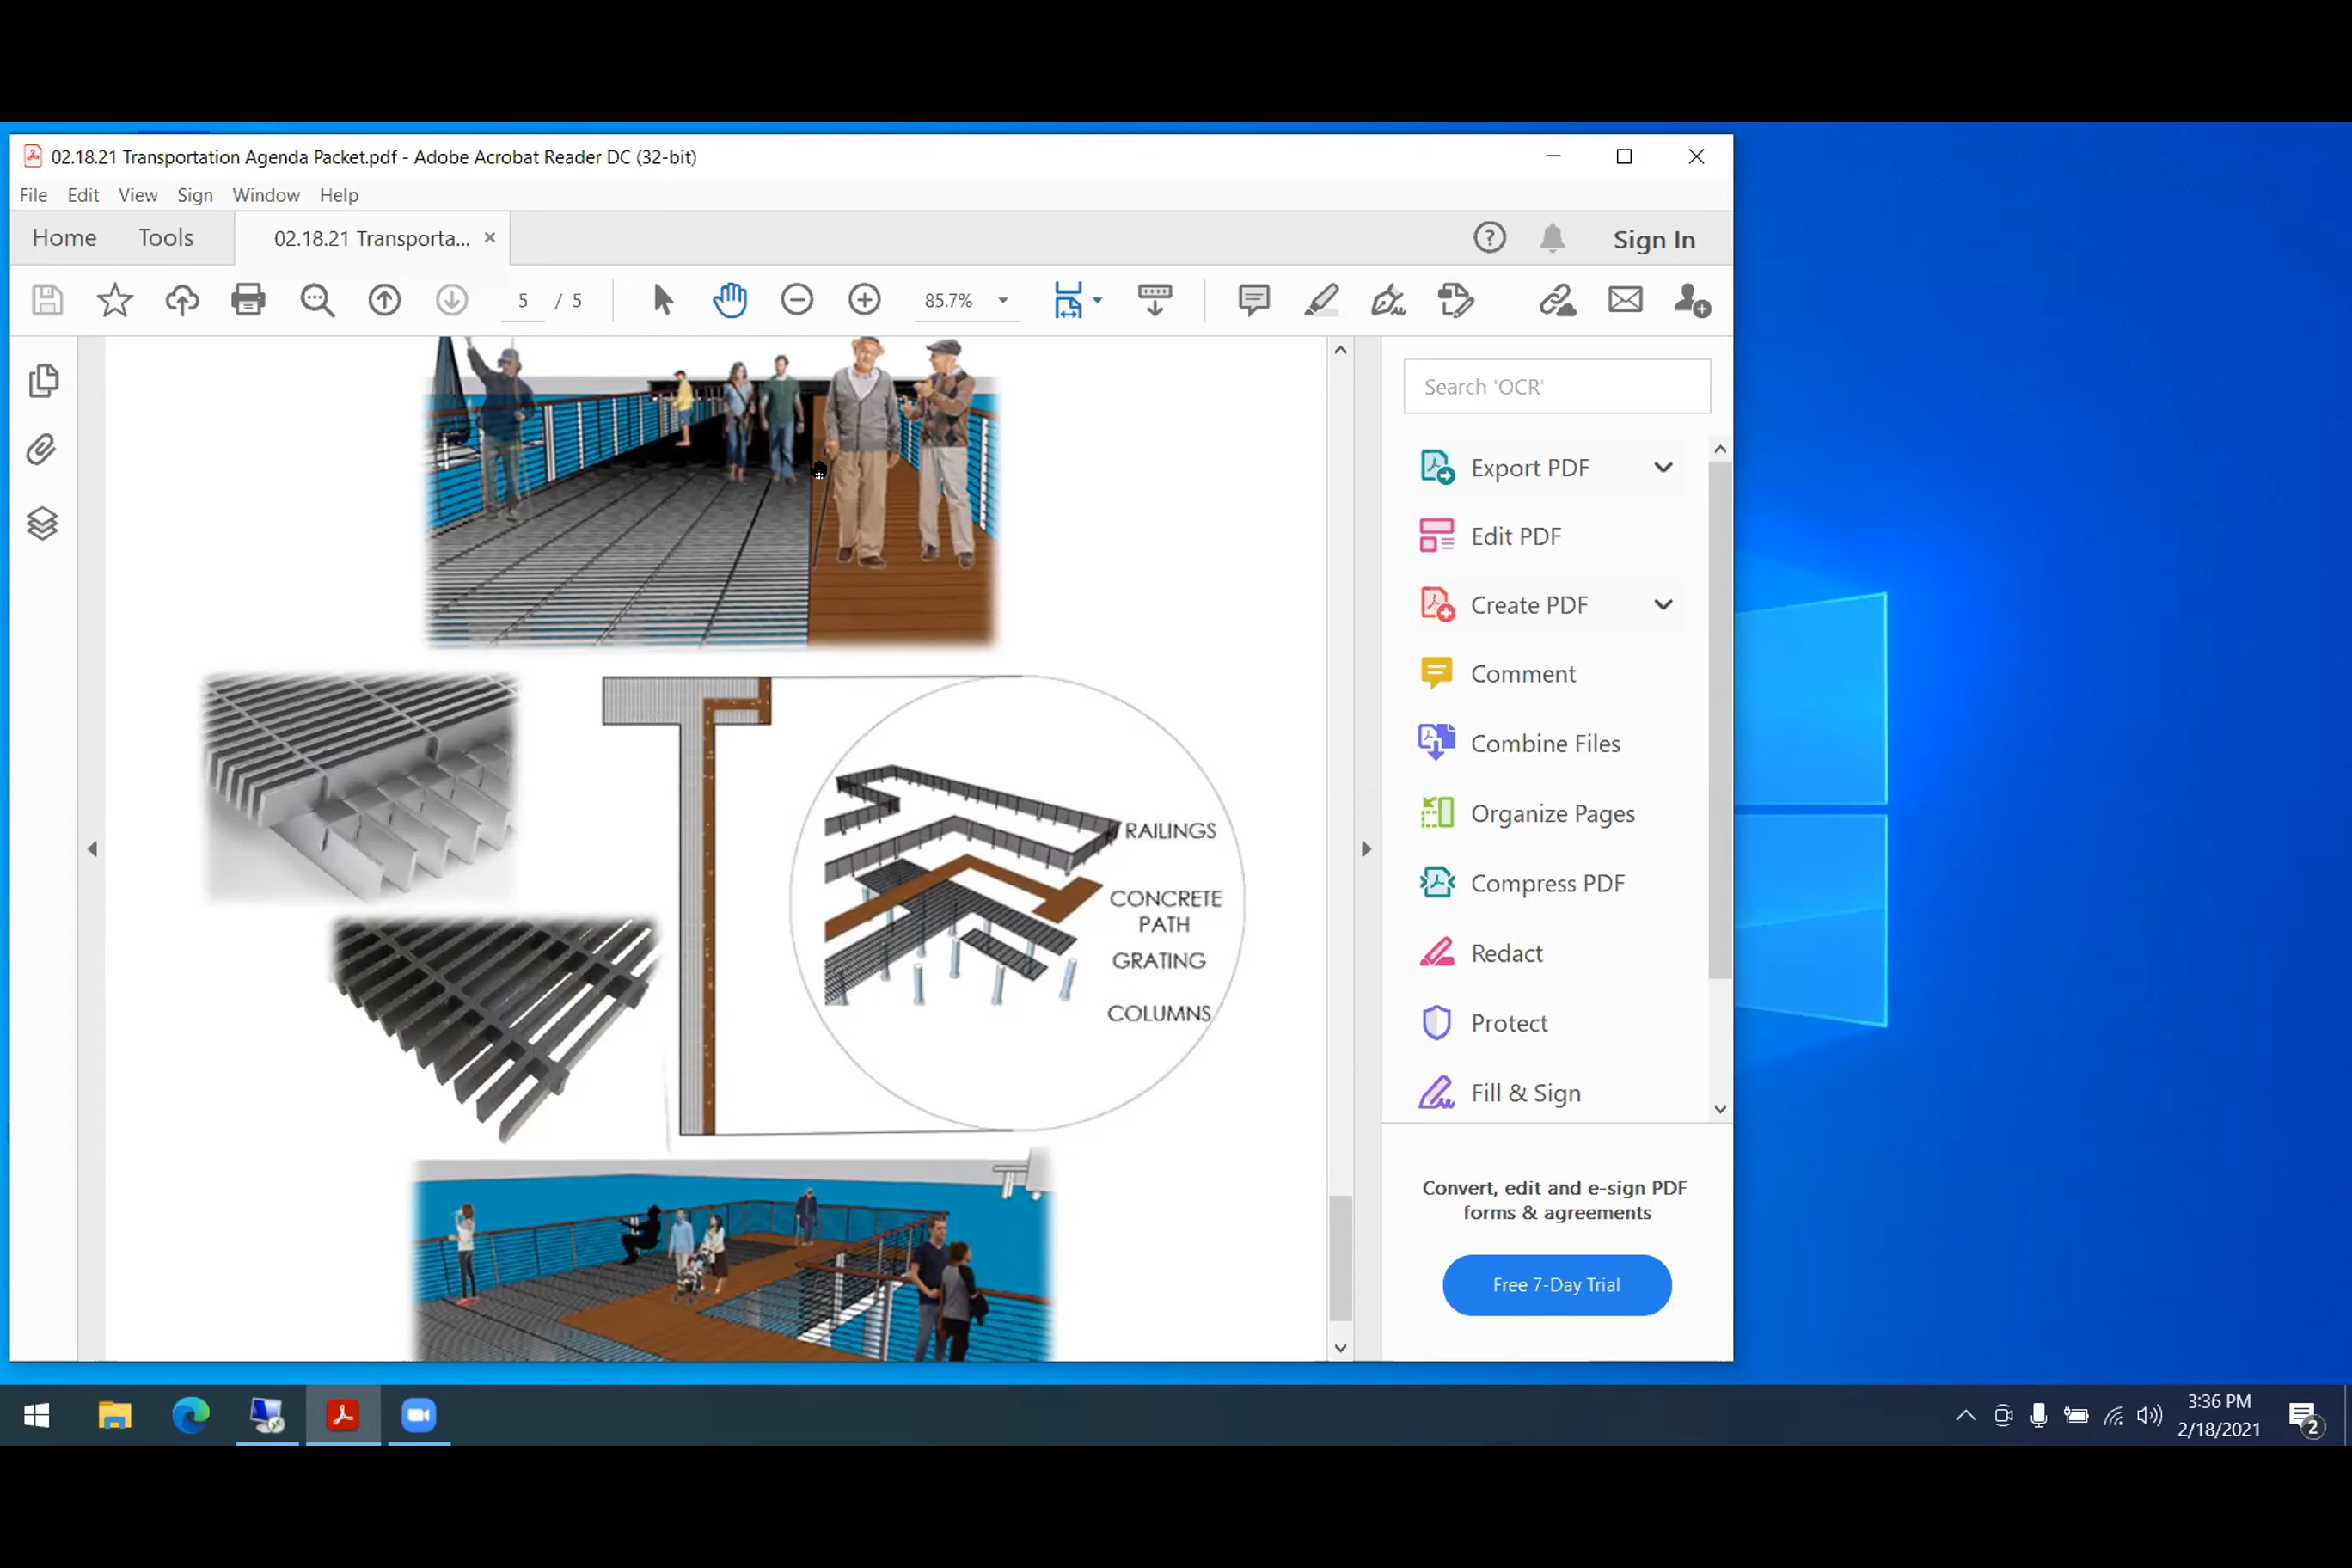 02.18.21 Transportation Agenda Packet.pdf - Adobe Acrobat Reader DC (32-bit)
File Edit View Sign Window Help
Home Tools 02.18.21 Transporta... × Sign In
5 / 5 85.7%
Search 'OCR'
Export PDF
Edit PDF
Create PDF
Comment
Combine Files
Organize Pages
Compress PDF
Redact
Protect
Fill & Sign
Convert, edit and e-sign PDF
forms & agreements
Free 7-Day Trial
RAILINGS
CONCRETE
PATH
GRATING
COLUMNS
3:36 PM
2/18/2021
2